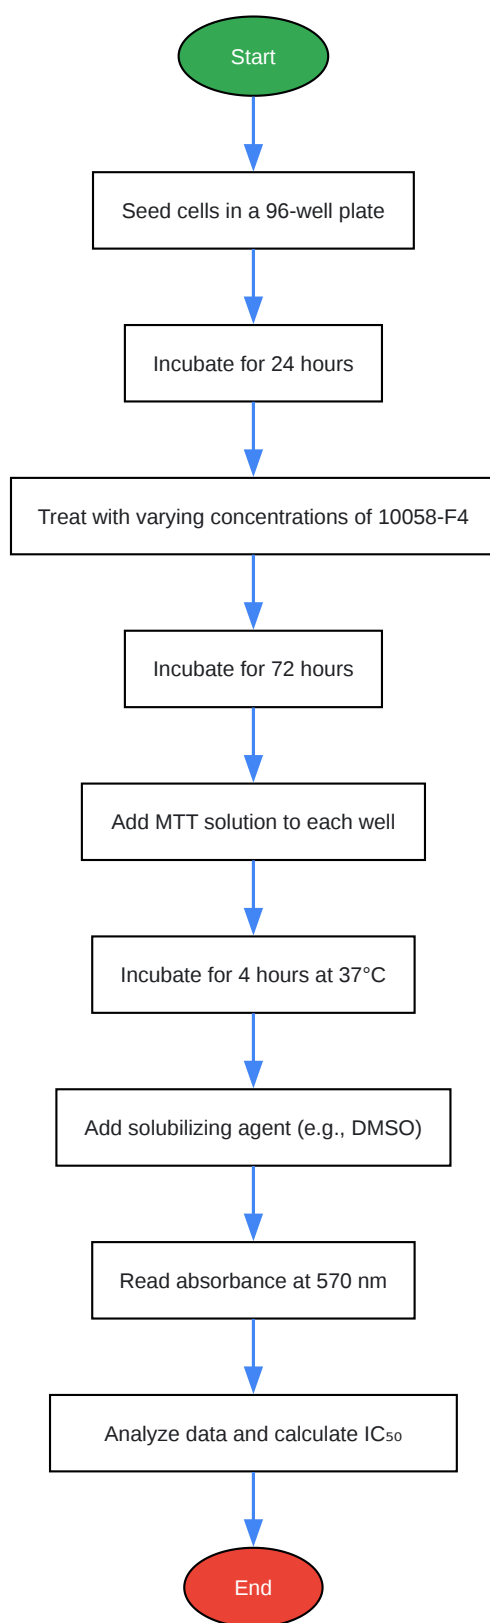 Start
Seed cells in a 96-well plate
Incubate for 24 hours
Treat with varying concentrations of 10058-F4
Incubate for 72 hours
Add MTT solution to each well
Incubate for 4 hours at 37°C
Add solubilizing agent (e.g., DMSO)
Read absorbance at 570 nm
Analyze data and calculate IC₅₀
End